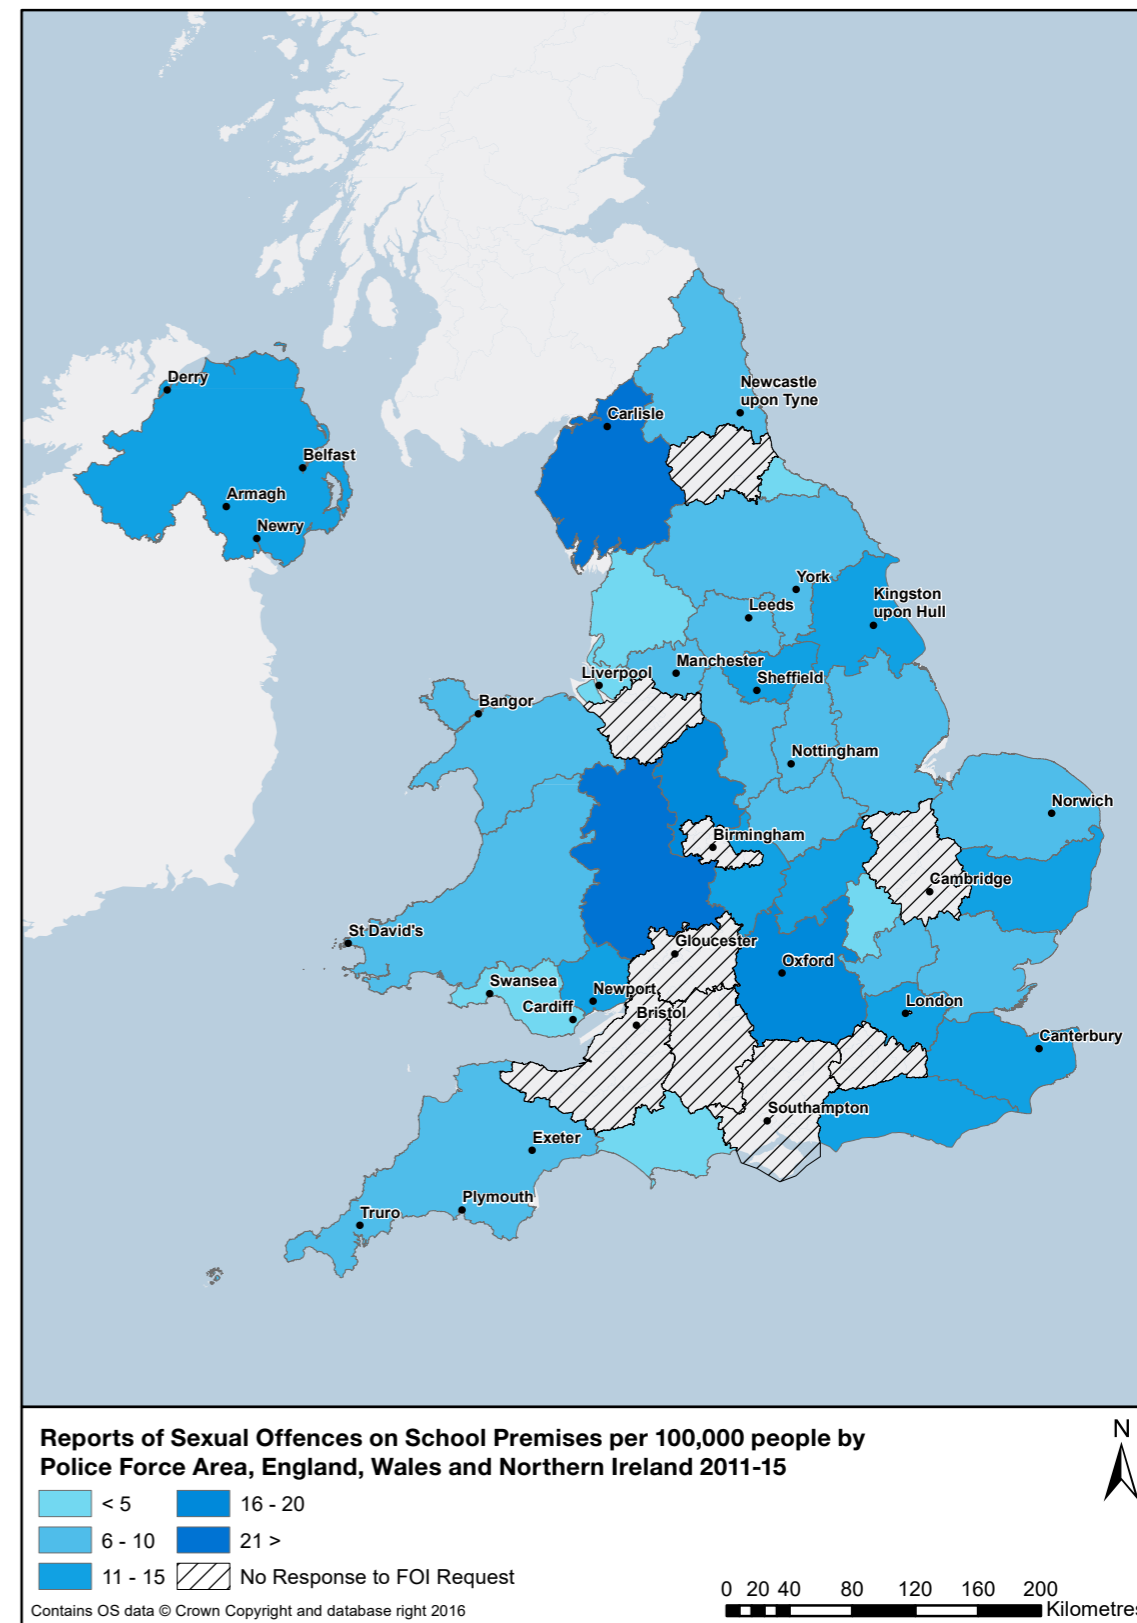 Derry
Belfast
Armagh
Newry
Carlisle
Newcastle
upon Tyne
York
Leeds
Kingston
upon Hull
Manchester
Liverpool
Sheffield
Bangor
Nottingham
Norwich
Birmingham
Cambridge
St David's
Gloucester
Oxford
Swansea
Newport
Cardiff
Bristol
London
Canterbury
Southampton
Exeter
Plymouth
Truro
Reports of Sexual Offences on School Premises per 100,000 people by
Police Force Area, England, Wales and Northern Ireland 2011-15
N
< 5
16 - 20
6 - 10
21 >
11 - 15
No Response to FOI Request
0 20 40 80 120 160 200
Kilometres
Contains OS data © Crown Copyright and database right 2016